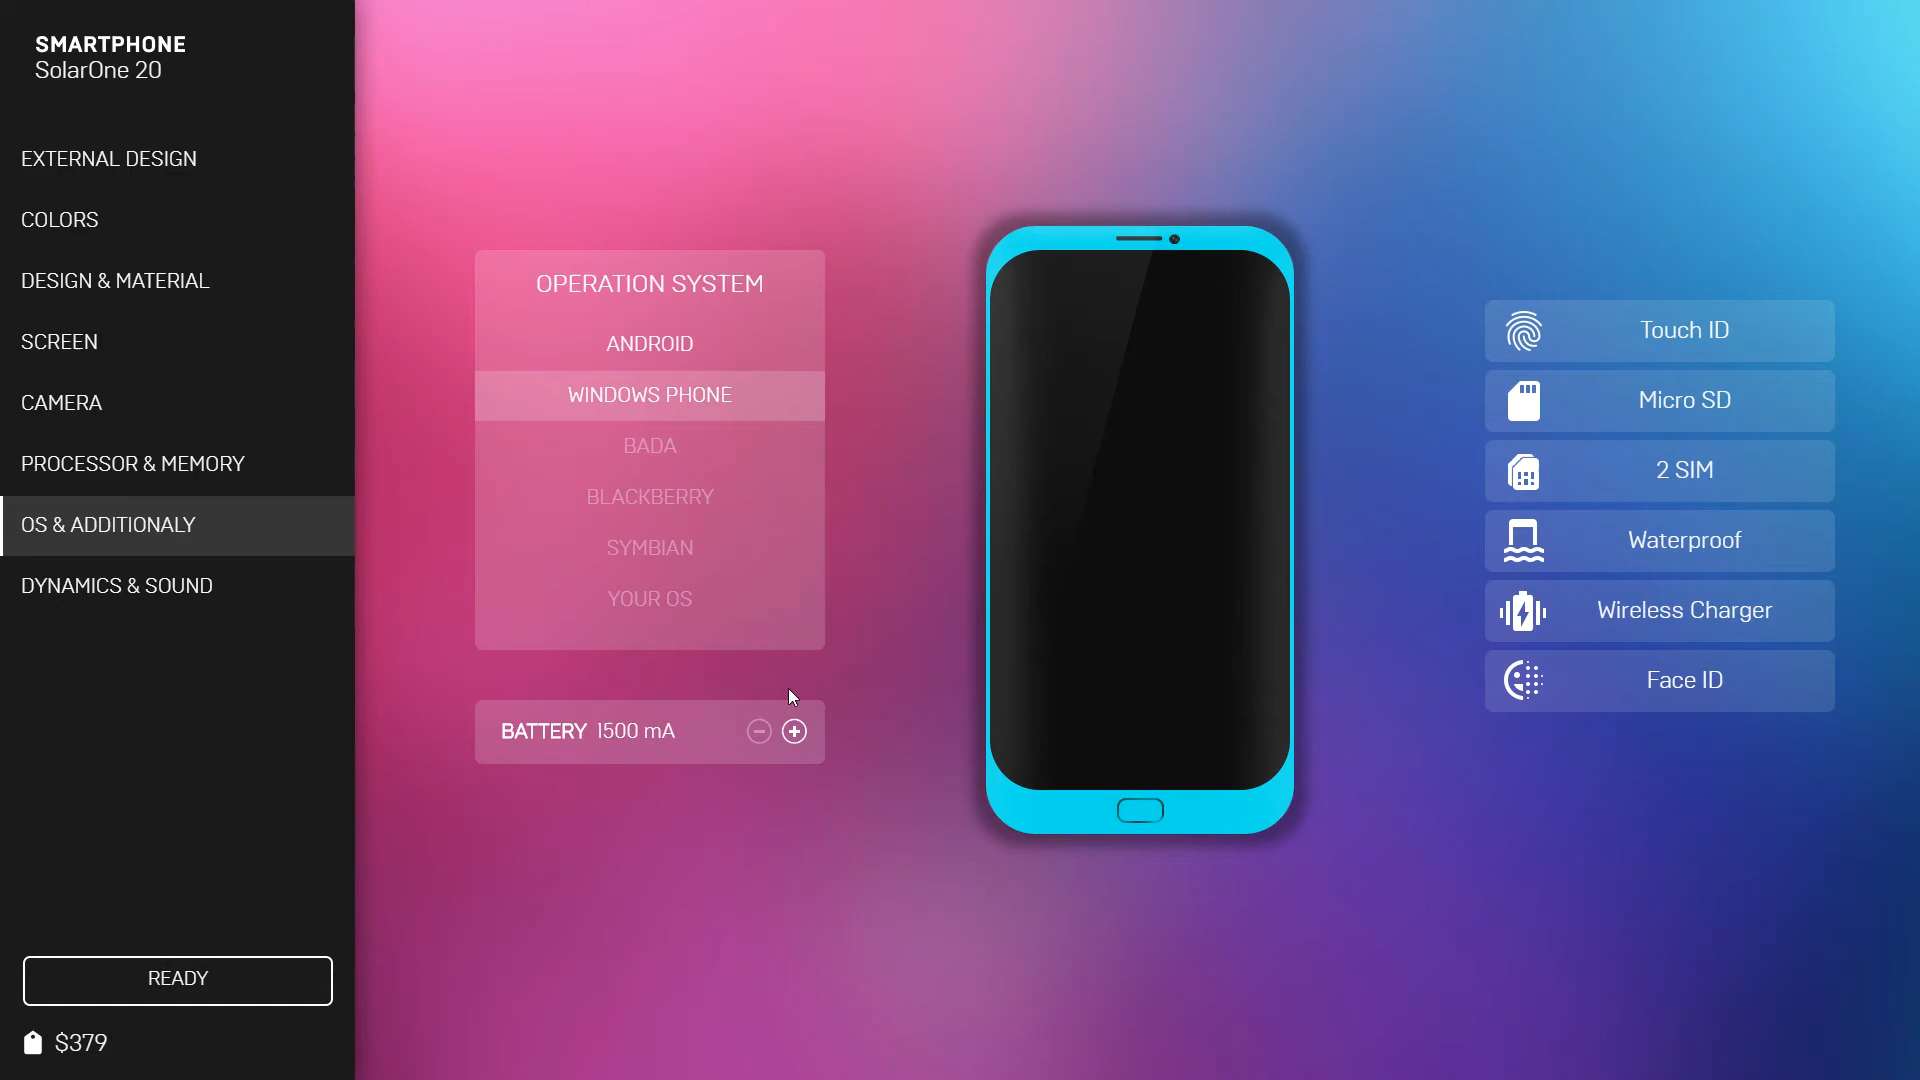 SMARTPHONE
SolarOne 20
EXTERNAL DESIGN
COLORS
DESIGN & MATERIAL
SCREEN
CAMERA
PROCESSOR & MEMORY
OS & ADDITIONALY
DYNAMICS & SOUND
READY
$379
OPERATION SYSTEM
ANDROID
WINDOWS PHONE
BADA
BLACKBERRY
SYMBIAN
YOUR OS
BATTERY 1500 mA
Touch ID
Micro SD
2 SIM
Waterproof
Wireless Charger
Face ID